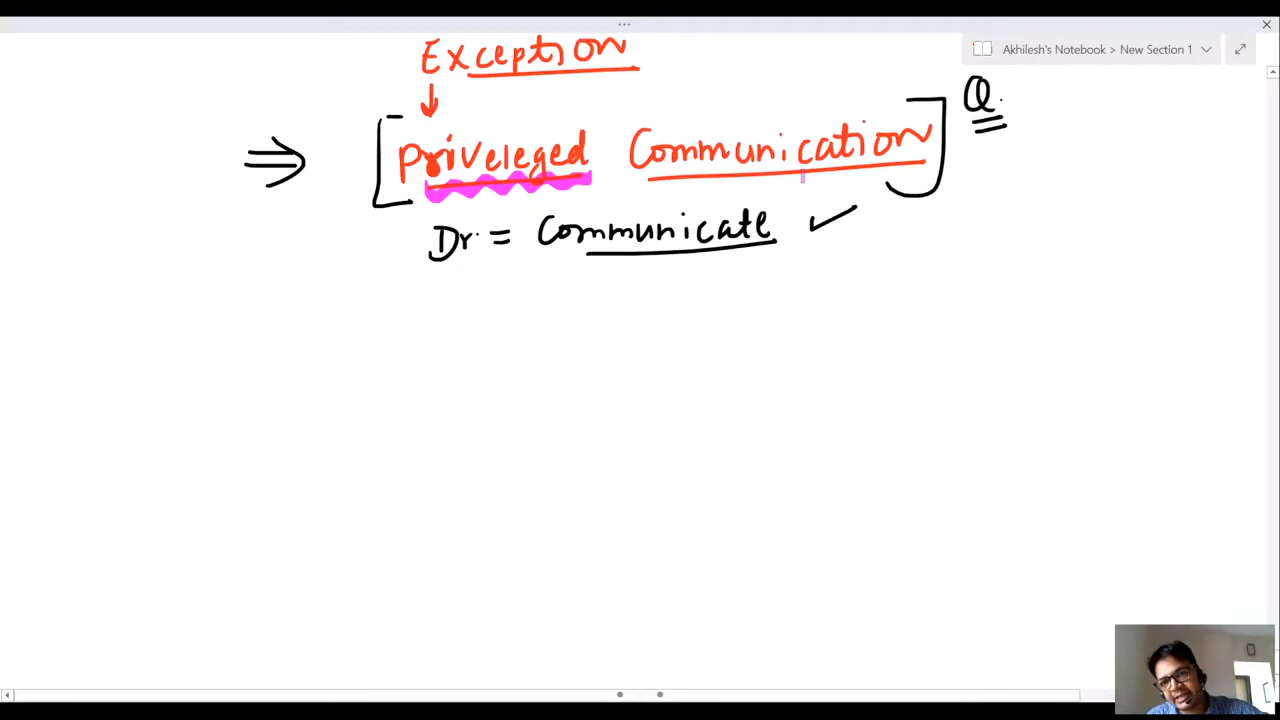 Exception
Akhilesh's Notebook > New Section 1
↓
⇒ [Priveleged Communication] Q.
Dr. = Communicate ✓